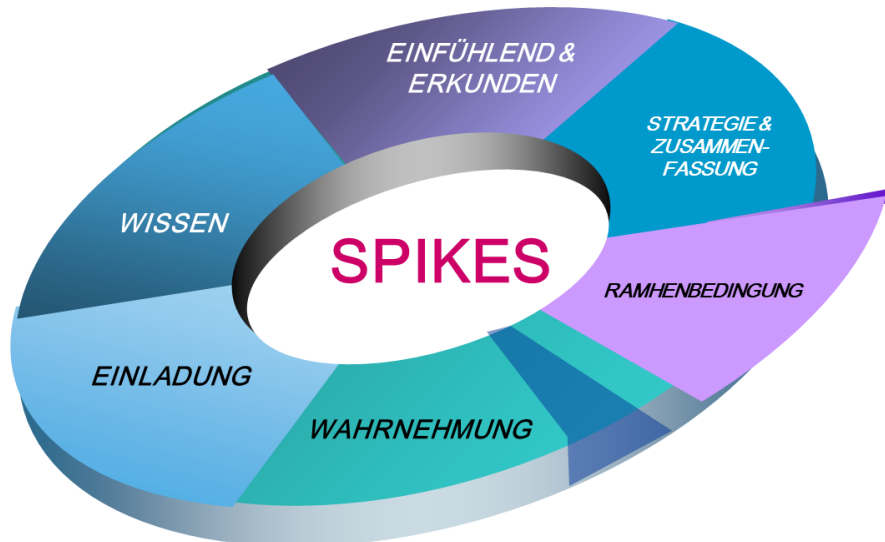 EINFÜHLEND &
ERKUNDEN
STRATEGIE &
ZUSAMMEN-
FASSUNG
WISSEN
SPIKES
RAMHENBEDINGUNG
EINLADUNG
WAHRNEHMUNG